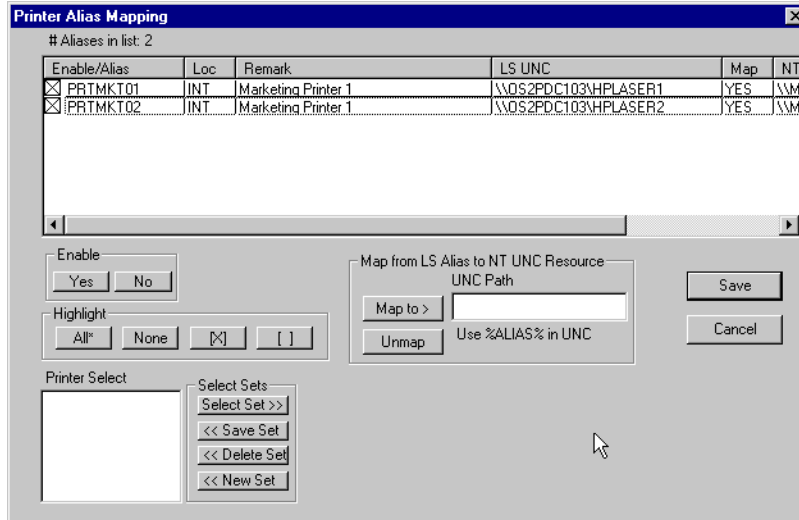 Printer Alias Mapping
# Aliases in list: 2
Enable/Alias Loc Remark LS UNC Map NT
PRTMKT01 INT Marketing Printer 1 \\OS2PDC103\HPLASER1 YES \\M
PRTMKT02 INT Marketing Printer 1 \\OS2PDC103\HPLASER2 YES \\M
Enable
Yes No
Highlight
All* None [X] [ ]
Map from LS Alias to NT UNC Resource
UNC Path
Map to >
Unmap Use %ALIAS% in UNC
Save
Cancel
Printer Select
Select Sets
Select Set >>
<< Save Set
<< Delete Set
<< New Set